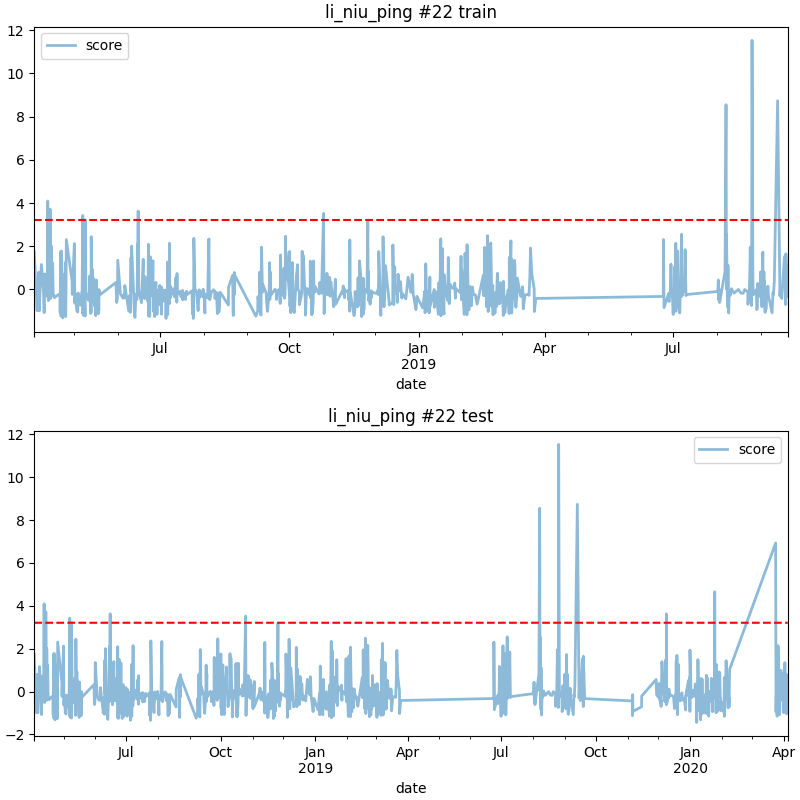 li_niu_ping #22 train
score
12
10
8
6
4
2
0
Jul Oct Jan Apr Jul
2019
date
li_niu_ping #22 test
score
12
10
8
6
4
2
0
−2
Jul Oct Jan Apr Jul Oct Jan Apr
2019 2020
date